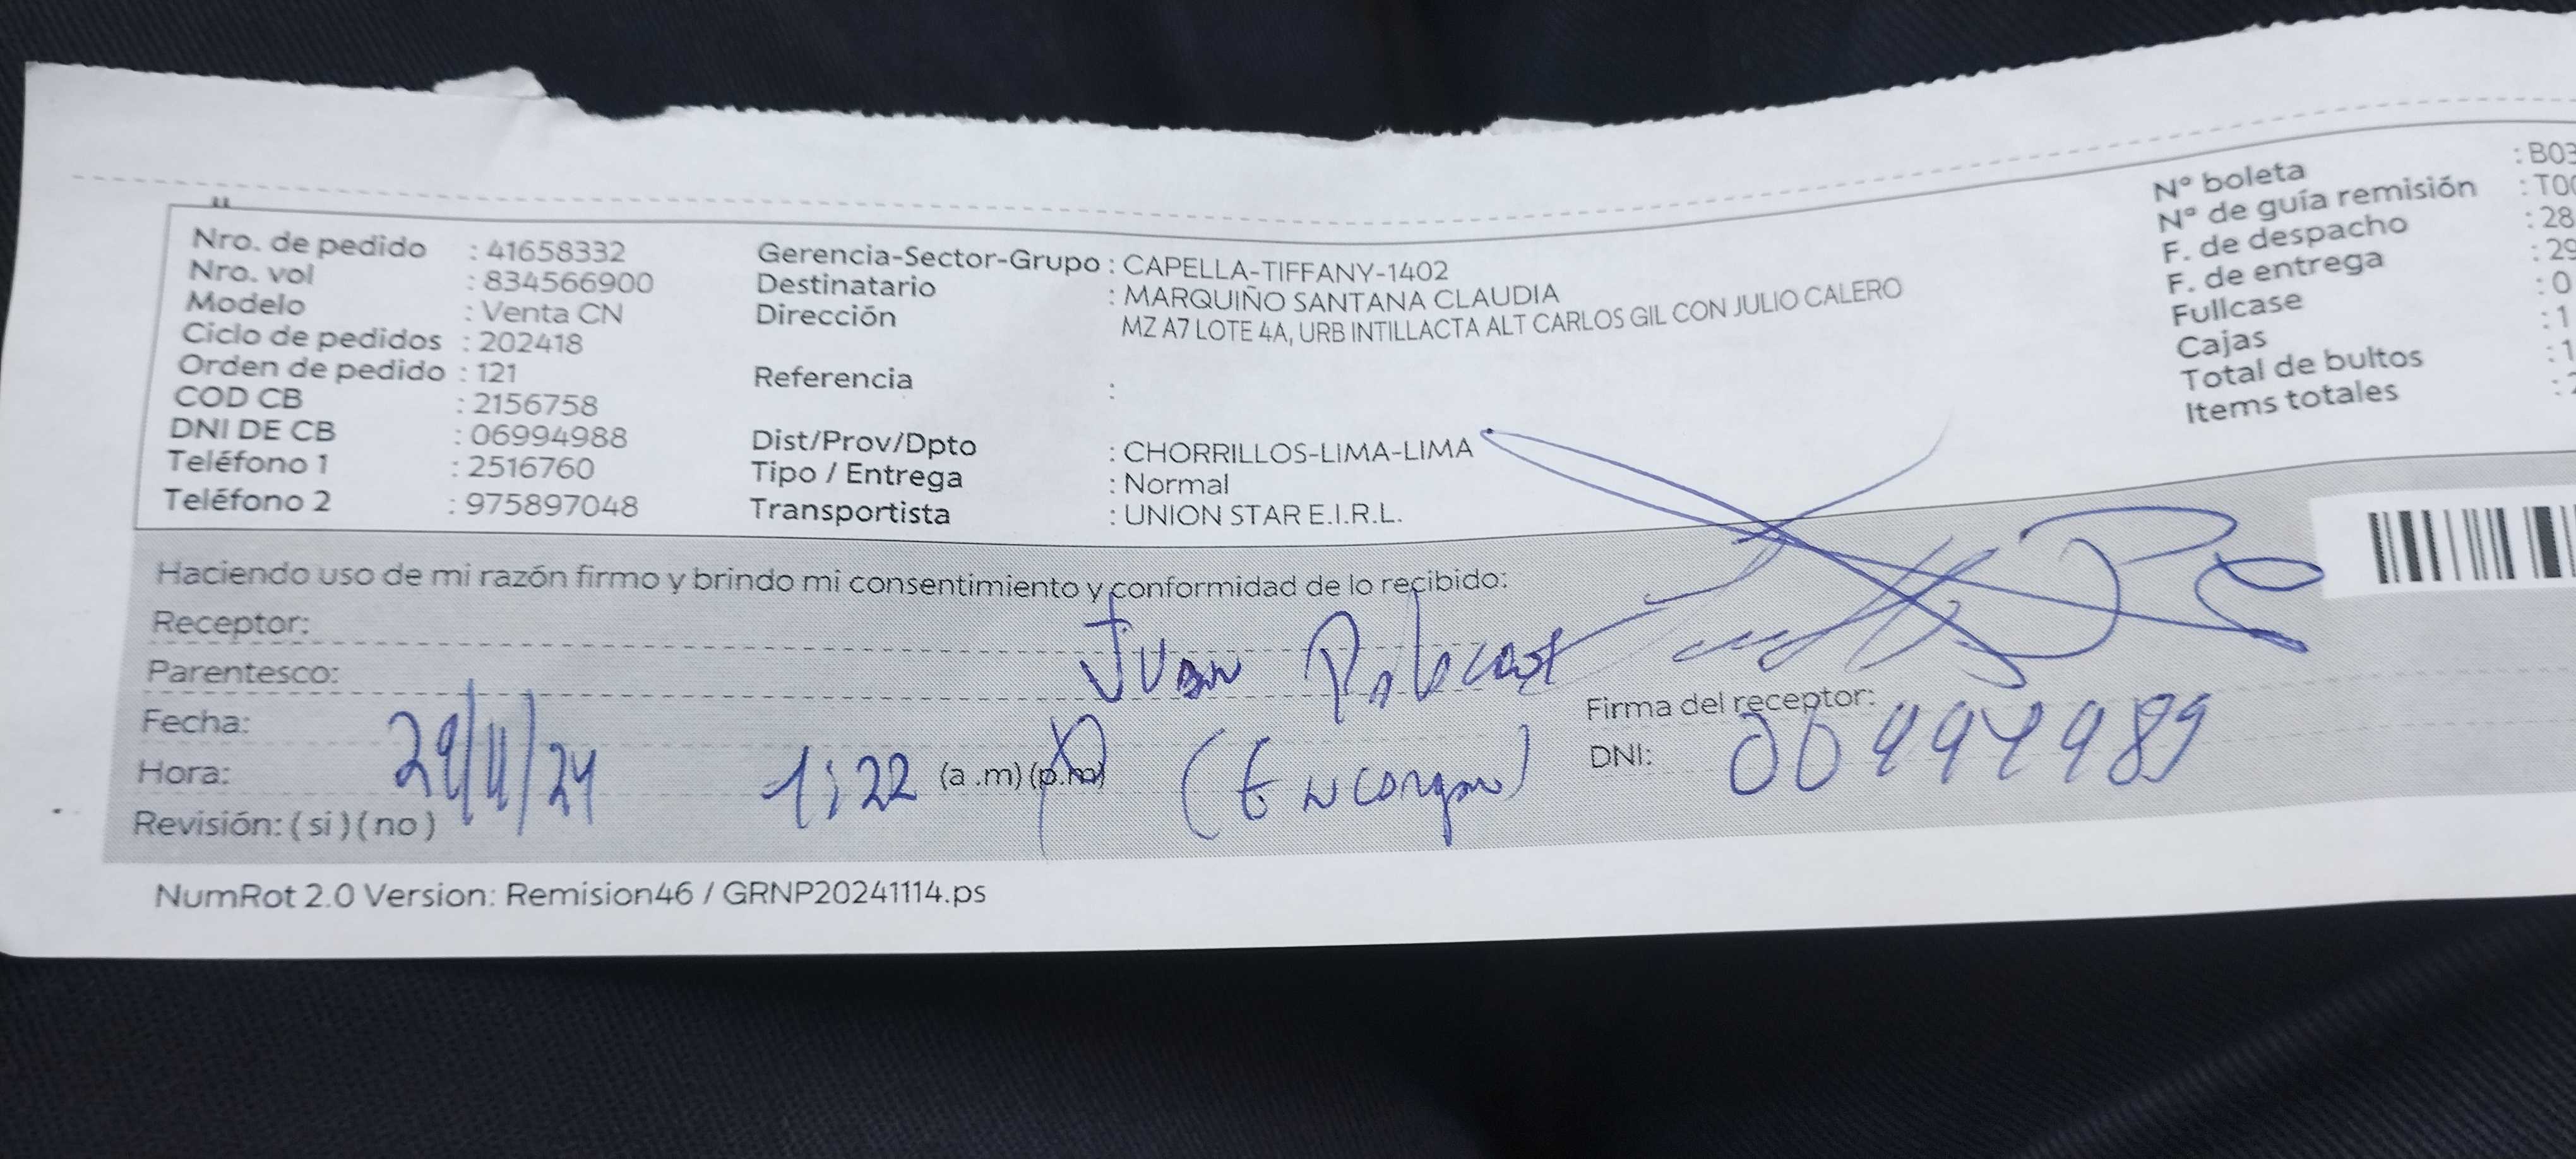 Nro. de pedido : 41658332
Nro. vol : 834566900
Modelo : Venta CN
Ciclo de pedidos : 202418
Orden de pedido : 121
COD CB : 2156758
DNI DE CB : 06994988
Teléfono 1 : 2516760
Teléfono 2 : 975897048
Gerencia-Sector-Grupo : CAPELLA-TIFFANY-1402
Destinatario : MARQUIÑO SANTANA CLAUDIA
Dirección MZ A7 LOTE 4A, URB INTILLACTA ALT CARLOS GIL CON JULIO CALERO
Referencia :
Dist/Prov/Dpto : CHORRILLOS-LIMA-LIMA
Tipo / Entrega : Normal
Transportista : UNION STAR E.I.R.L.
N° boleta : B03
N° de guía remisión : T00
F. de despacho : 28
F. de entrega : 29
Fullcase : 0
Cajas : 1
Total de bultos : 1
Items totales :
Haciendo uso de mi razón firmo y brindo mi consentimiento y conformidad de lo recibido:
Receptor: Juan
Parentesco:
Fecha: 29/11/24
Hora: 1:22 (a .m) (p.m)
Revisión: ( si ) ( no )
Firma del receptor:
DNI:
NumRot 2.0 Version: Remision46 / GRNP20241114.ps